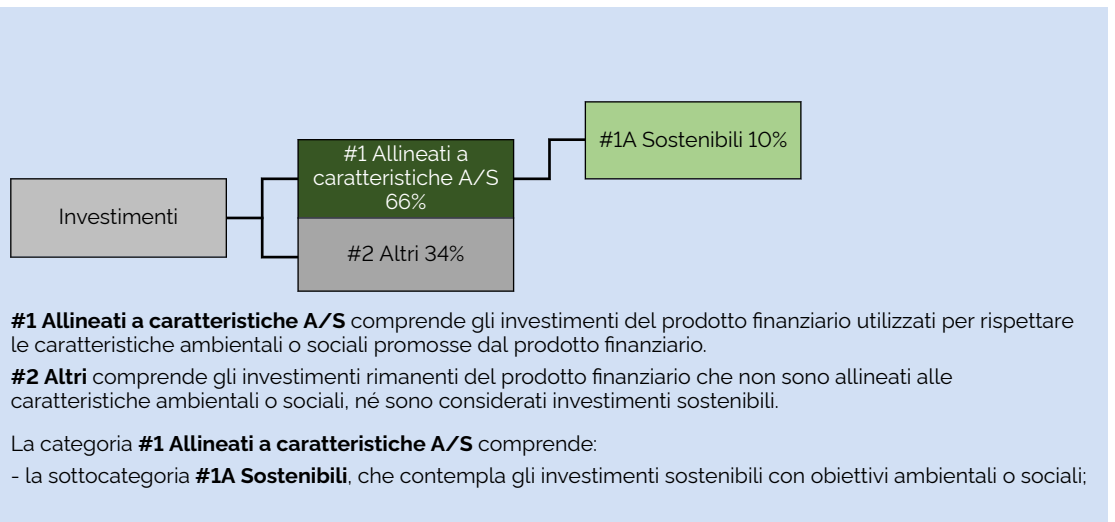 #1A Sostenibili 10%
#1 Allineati a
caratteristiche A/S
66%
Investimenti
#2 Altri 34%
#1 Allineati a caratteristiche A/S comprende gli investimenti del prodotto finanziario utilizzati per rispettare
le caratteristiche ambientali o sociali promosse dal prodotto finanziario.
#2 Altri comprende gli investimenti rimanenti del prodotto finanziario che non sono allineati alle
caratteristiche ambientali o sociali, né sono considerati investimenti sostenibili.
La categoria #1 Allineati a caratteristiche A/S comprende:
- la sottocategoria #1A Sostenibili, che contempla gli investimenti sostenibili con obiettivi ambientali o sociali;